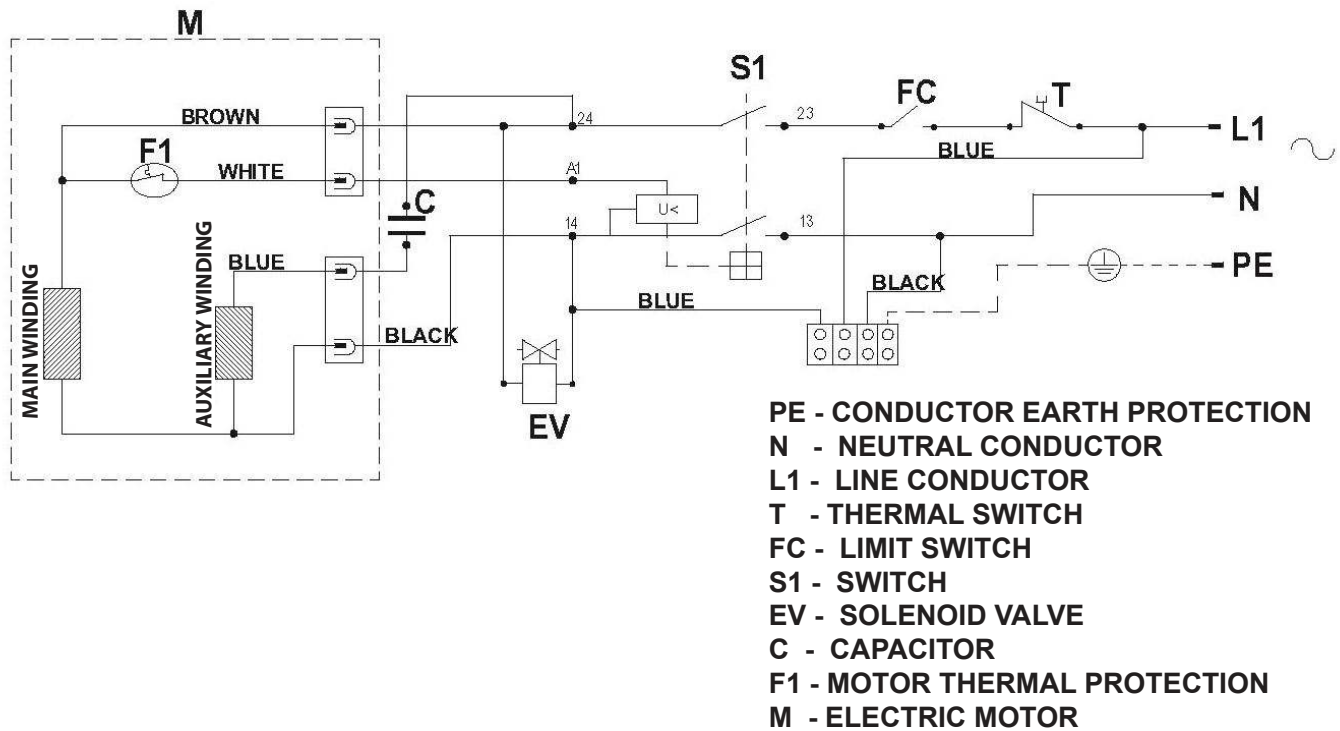 M
S1
FC
T
L1
BROWN
24
23
F1
WHITE
A1
BLUE
N
C
U<
14
13
BLUE
BLACK
PE
MAIN WINDING
AUXILIARY WINDING
BLACK
BLUE
EV
PE - CONDUCTOR EARTH PROTECTION
N - NEUTRAL CONDUCTOR
L1 - LINE CONDUCTOR
T - THERMAL SWITCH
FC - LIMIT SWITCH
S1 - SWITCH
EV - SOLENOID VALVE
C - CAPACITOR
F1 - MOTOR THERMAL PROTECTION
M - ELECTRIC MOTOR